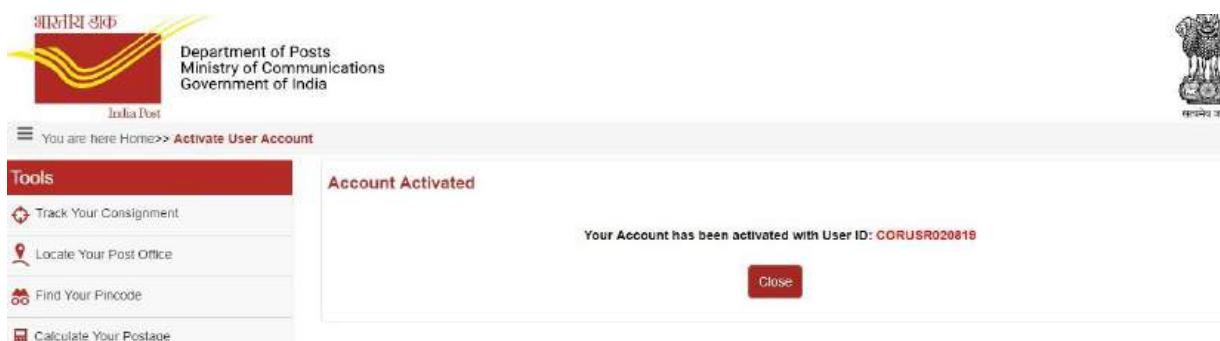 भारतीय डाक
Department of Posts
Ministry of Communications
Government of India
India Post
You are here Home>> Activate User Account
Tools
Account Activated
Track Your Consignment
Your Account has been activated with User ID: CORUSR020819
Locate Your Post Office
Close
Find Your Pincode
Calculate Your Postage